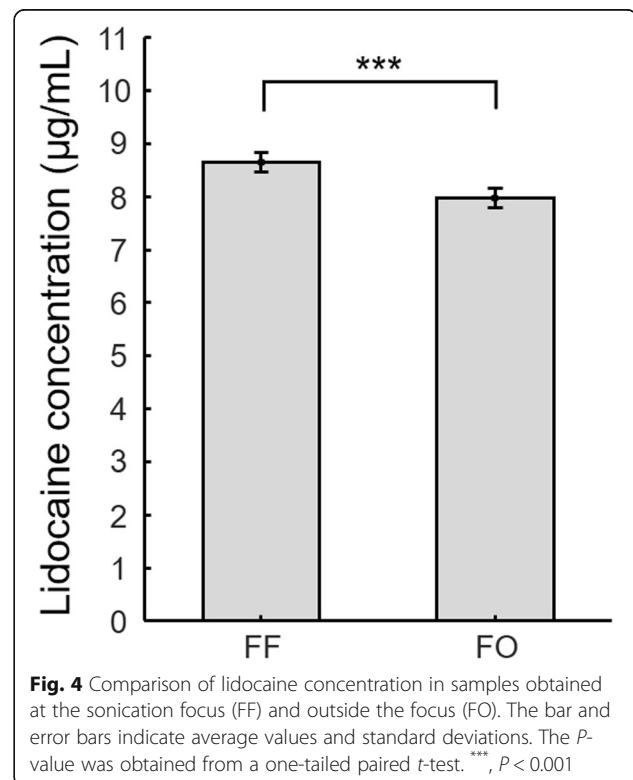 Lidocaine concentration (µg/mL)
11
10
9
8
7
6
5
4
3
2
1
0
***
FF
FO
Fig. 4 Comparison of lidocaine concentration in samples obtained
at the sonication focus (FF) and outside the focus (FO). The bar and
error bars indicate average values and standard deviations. The P-
value was obtained from a one-tailed paired t-test. ***, P < 0.001